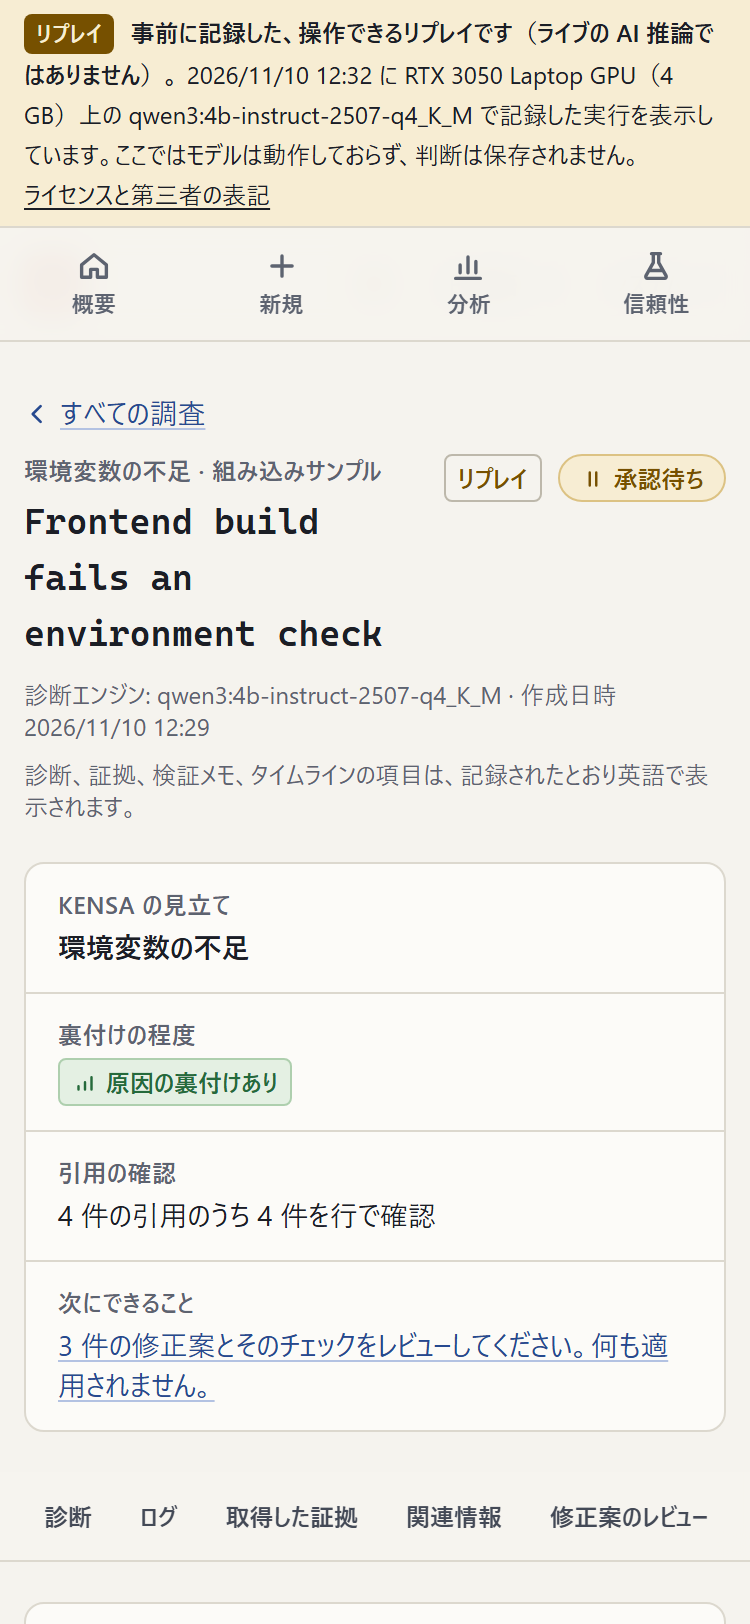 リプレイ 事前に記録した、操作できるリプレイです（ライブの AI 推論で
はありません）。2026/11/10 12:32 に RTX 3050 Laptop GPU（4
GB）上の qwen3:4b-instruct-2507-q4_K_M で記録した実行を表示し
ています。ここではモデルは動作しておらず、判断は保存されません。
ライセンスと第三者の表記
概要 新規 分析 信頼性
すべての調査
環境変数の不足 · 組み込みサンプル リプレイ 承認待ち
Frontend build
fails an
environment check
診断エンジン: qwen3:4b-instruct-2507-q4_K_M · 作成日時
2026/11/10 12:29
診断、証拠、検証メモ、タイムラインの項目は、記録されたとおり英語で表
示されます。
KENSA の見立て
環境変数の不足
裏付けの程度
原因の裏付けあり
引用の確認
4 件の引用のうち 4 件を行で確認
次にできること
3 件の修正案とそのチェックをレビューしてください。何も適
用されません。
診断 ログ 取得した証拠 関連情報 修正案のレビュー